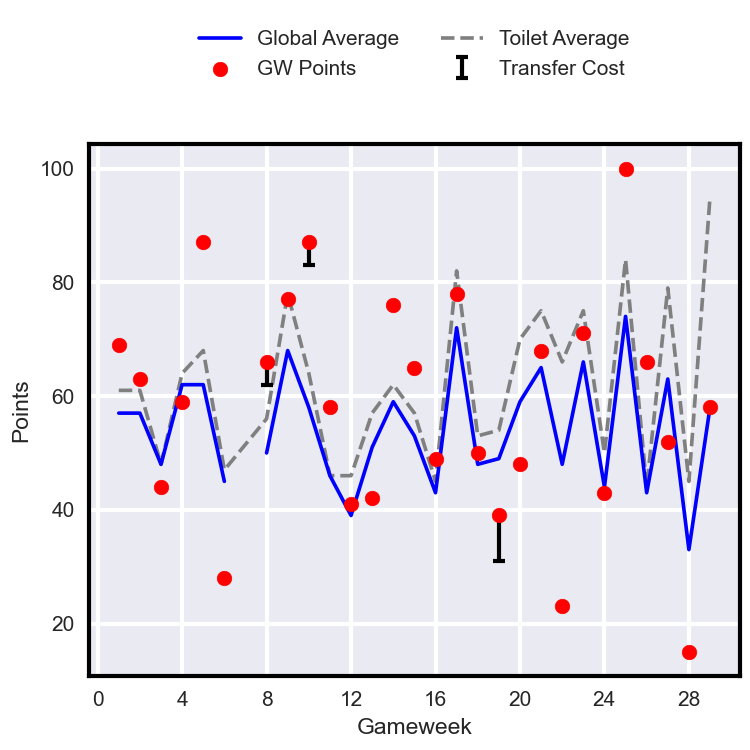 Global Average
Toilet Average
GW Points
Transfer Cost
100
80
60
40
20
Points
0 4 8 12 16 20 24 28
Gameweek